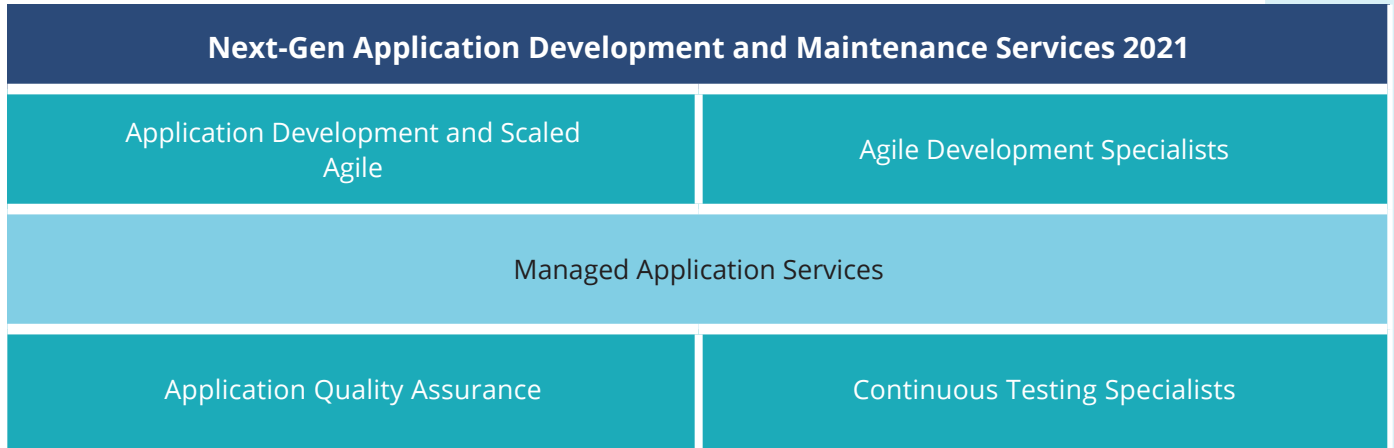 Next-Gen Application Development and Maintenance Services 2021
Application Development and Scaled
Agile
Agile Development Specialists
Managed Application Services
Application Quality Assurance
Continuous Testing Specialists